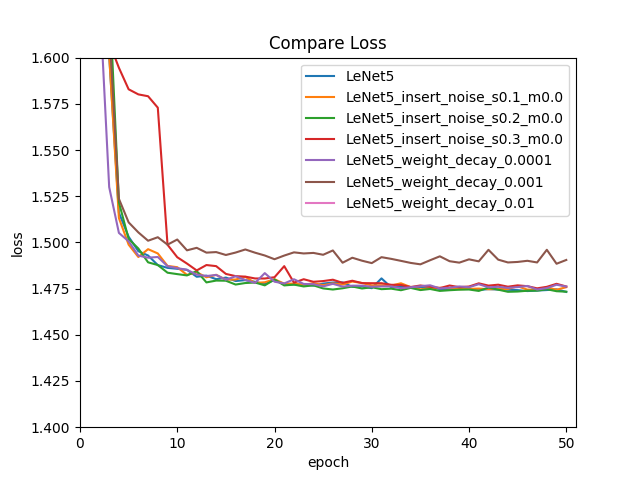 Compare Loss
1.600
1.575
1.550
1.525
1.500
1.475
1.450
1.425
1.400
loss
LeNet5
LeNet5_insert_noise_s0.1_m0.0
LeNet5_insert_noise_s0.2_m0.0
LeNet5_insert_noise_s0.3_m0.0
LeNet5_weight_decay_0.0001
LeNet5_weight_decay_0.001
LeNet5_weight_decay_0.01
0 10 20 30 40 50
epoch